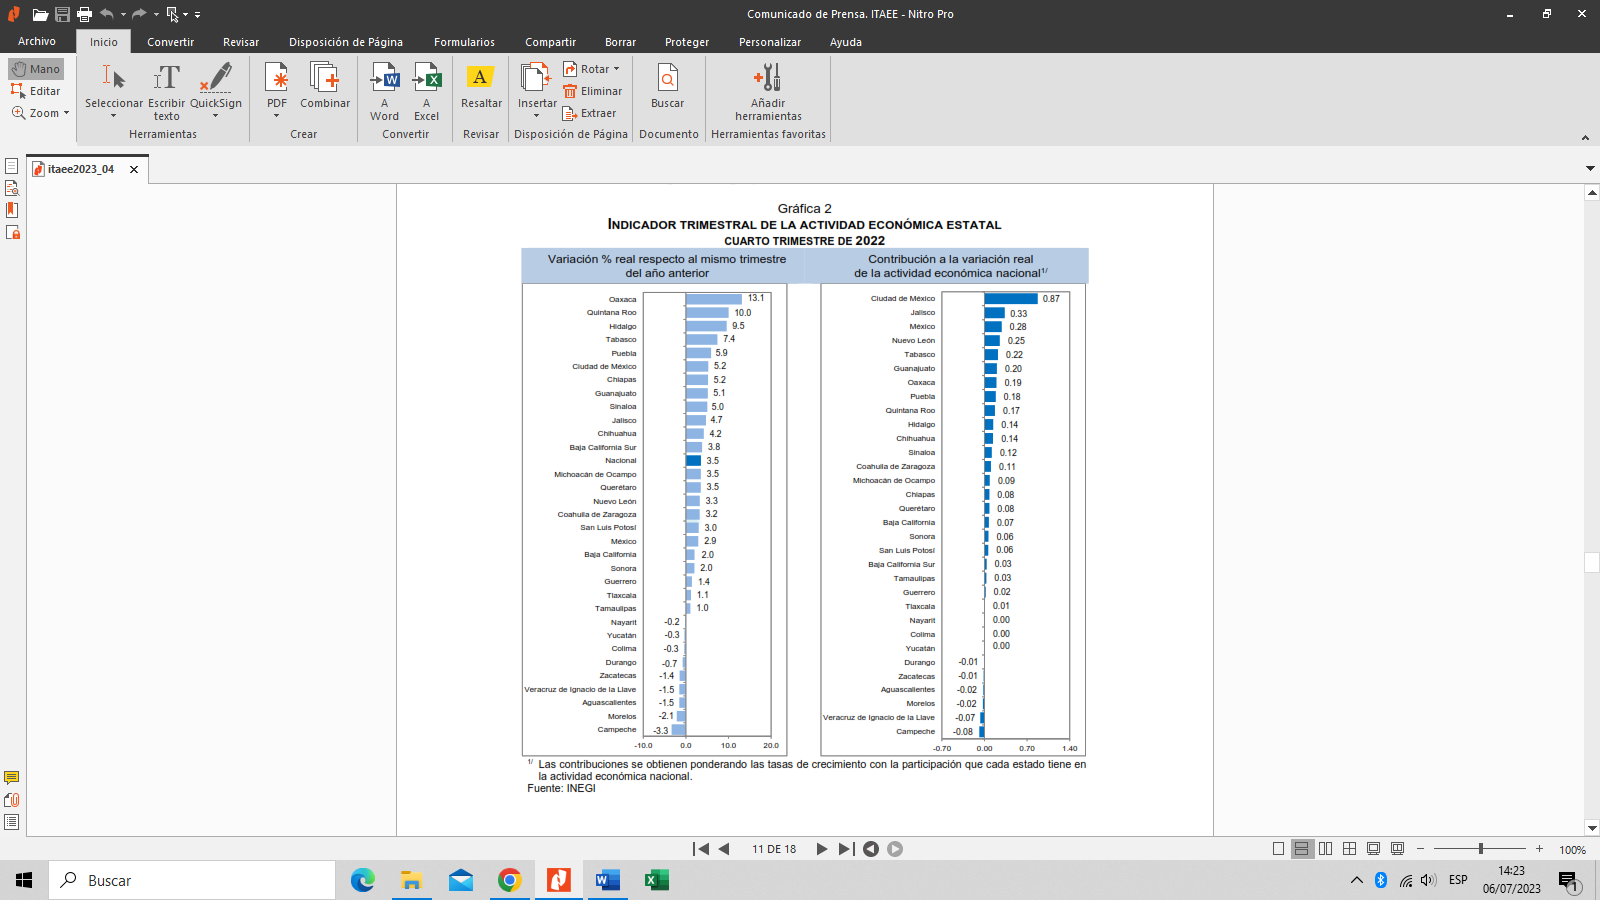 Comunicado de Prensa. ITAEE - Nitro Pro
Archivo Inicio Convertir Revisar Disposición de Página Formularios Compartir Borrar Proteger Personalizar Ayuda
Mano
Editar
Zoom
Seleccionar
Escribir texto
QuickSign
Herramientas
PDF
Combinar
Crear
A Word
A Excel
Convertir
Resaltar
Revisar
Insertar
Rotar
Eliminar
Extraer
Disposición de Página
Buscar
Documento
Añadir herramientas
Herramientas favoritas
itaee2023_04
Gráfica 2
INDICADOR TRIMESTRAL DE LA ACTIVIDAD ECONÓMICA ESTATAL
CUARTO TRIMESTRE DE 2022
Variación % real respecto al mismo trimestre
del año anterior
Oaxaca 13.1
Quintana Roo 10.0
Hidalgo 9.5
Tabasco 7.4
Puebla 5.9
Ciudad de México 5.2
Chiapas 5.2
Guanajuato 5.1
Sinaloa 5.0
Jalisco 4.7
Chihuahua 4.2
Baja California Sur 3.8
Nacional 3.5
Michoacán de Ocampo 3.5
Querétaro 3.5
Nuevo León 3.3
Coahuila de Zaragoza 3.2
San Luis Potosí 3.0
México 2.9
Baja California 2.0
Sonora 2.0
Guerrero 1.4
Tlaxcala 1.1
Tamaulipas 1.0
Nayarit -0.2
Yucatán -0.3
Colima -0.3
Durango -0.7
Zacatecas -1.4
Veracruz de Ignacio de la Llave -1.5
Aguascalientes -1.5
Morelos -2.1
Campeche -3.3
-10.0 0.0 10.0 20.0
Contribución a la variación real
de la actividad económica nacional1/
Ciudad de México 0.87
Jalisco 0.33
México 0.28
Nuevo León 0.25
Tabasco 0.22
Guanajuato 0.20
Oaxaca 0.19
Puebla 0.18
Quintana Roo 0.17
Hidalgo 0.14
Chihuahua 0.14
Sinaloa 0.12
Coahuila de Zaragoza 0.11
Michoacán de Ocampo 0.09
Chiapas 0.08
Querétaro 0.08
Baja California 0.07
Sonora 0.06
San Luis Potosí 0.06
Baja California Sur 0.03
Tamaulipas 0.03
Guerrero 0.02
Tlaxcala 0.01
Nayarit 0.00
Colima 0.00
Yucatán 0.00
Durango -0.01
Zacatecas -0.01
Aguascalientes -0.02
Morelos -0.02
Veracruz de Ignacio de la Llave -0.07
Campeche -0.08
-0.70 0.00 0.70 1.40
1/ Las contribuciones se obtienen ponderando las tasas de crecimiento con la participación que cada estado tiene en
la actividad económica nacional.
Fuente: INEGI
11 DE 18
100%
Buscar
ESP
14:23
06/07/2023
1